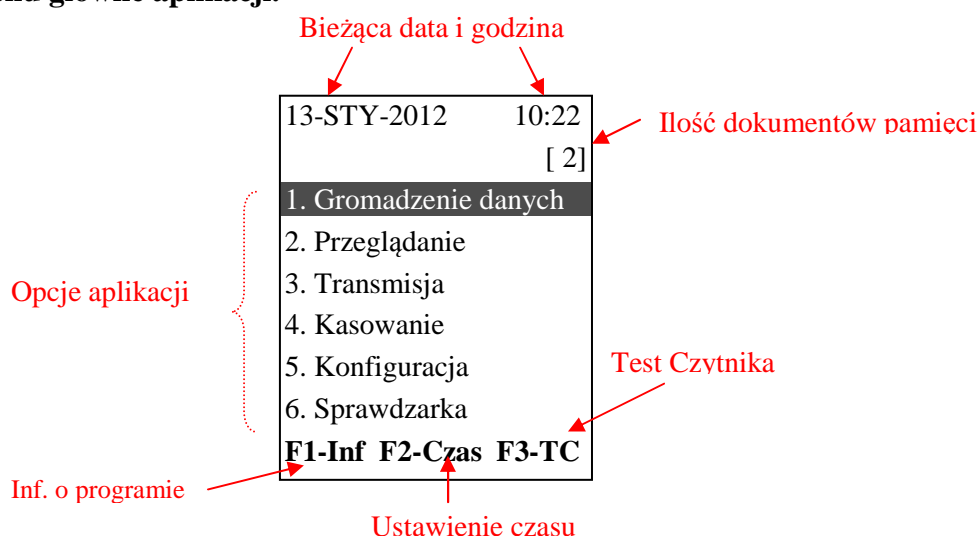 główne aplikacji.
Bieżąca data i godzina
13-STY-2012 10:22
Ilość dokumentów pamięci
[ 2]
1. Gromadzenie danych
2. Przeglądanie
3. Transmisja
Opcje aplikacji
4. Kasowanie
5. Konfiguracja
Test Czytnika
6. Sprawdzarka
F1-Inf F2-Czas F3-TC
Inf. o programie
Ustawienie czasu